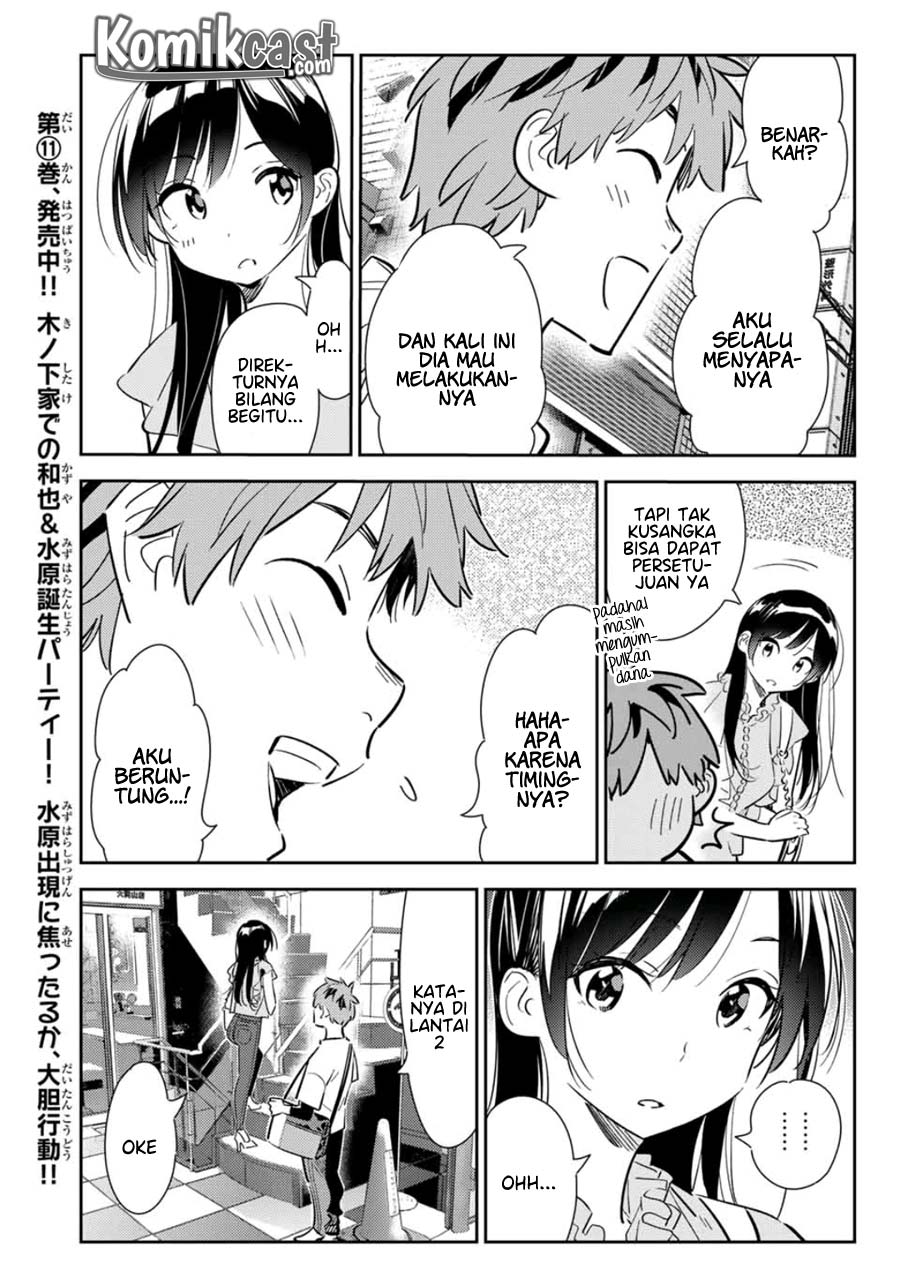 Komikcast
.com
BENAR-
KAH?
AKU
SELALU
MENYAPA-
NYA
DAN KALI INI
DIA MAU
MELAKUKAN-
NYA
OH
H...
DIREK-
TURNYA
BILANG
BEGITU...
TAPI TAK
KUSANGKA
BISA DAPAT
PERSETU-
JUAN YA
padahal
masih
mengum-
pulkan
dana
HAHA-
APA
KARENA
TIMING-
NYA?
AKU
BERUN-
TUNG...!
OHH...
KATA-
NYA DI
LANTAI
2
OKE
第⑪巻、発売中!! 木ノ下家での和也&水原誕生パーティー! 水原出現に焦ったるか、大胆行動!!